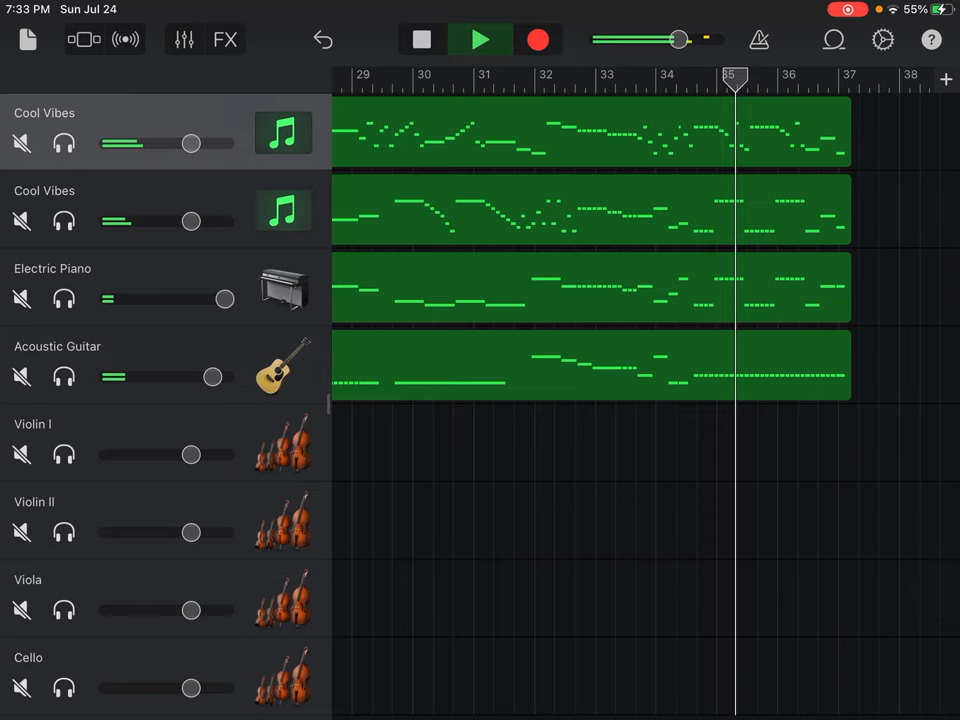 7:33 PM Sun Jul 24
55%
FX
?
29 30 31 32 33 34 35 36 37 38 +
Cool Vibes
Cool Vibes
Electric Piano
Acoustic Guitar
Violin I
Violin II
Viola
Cello